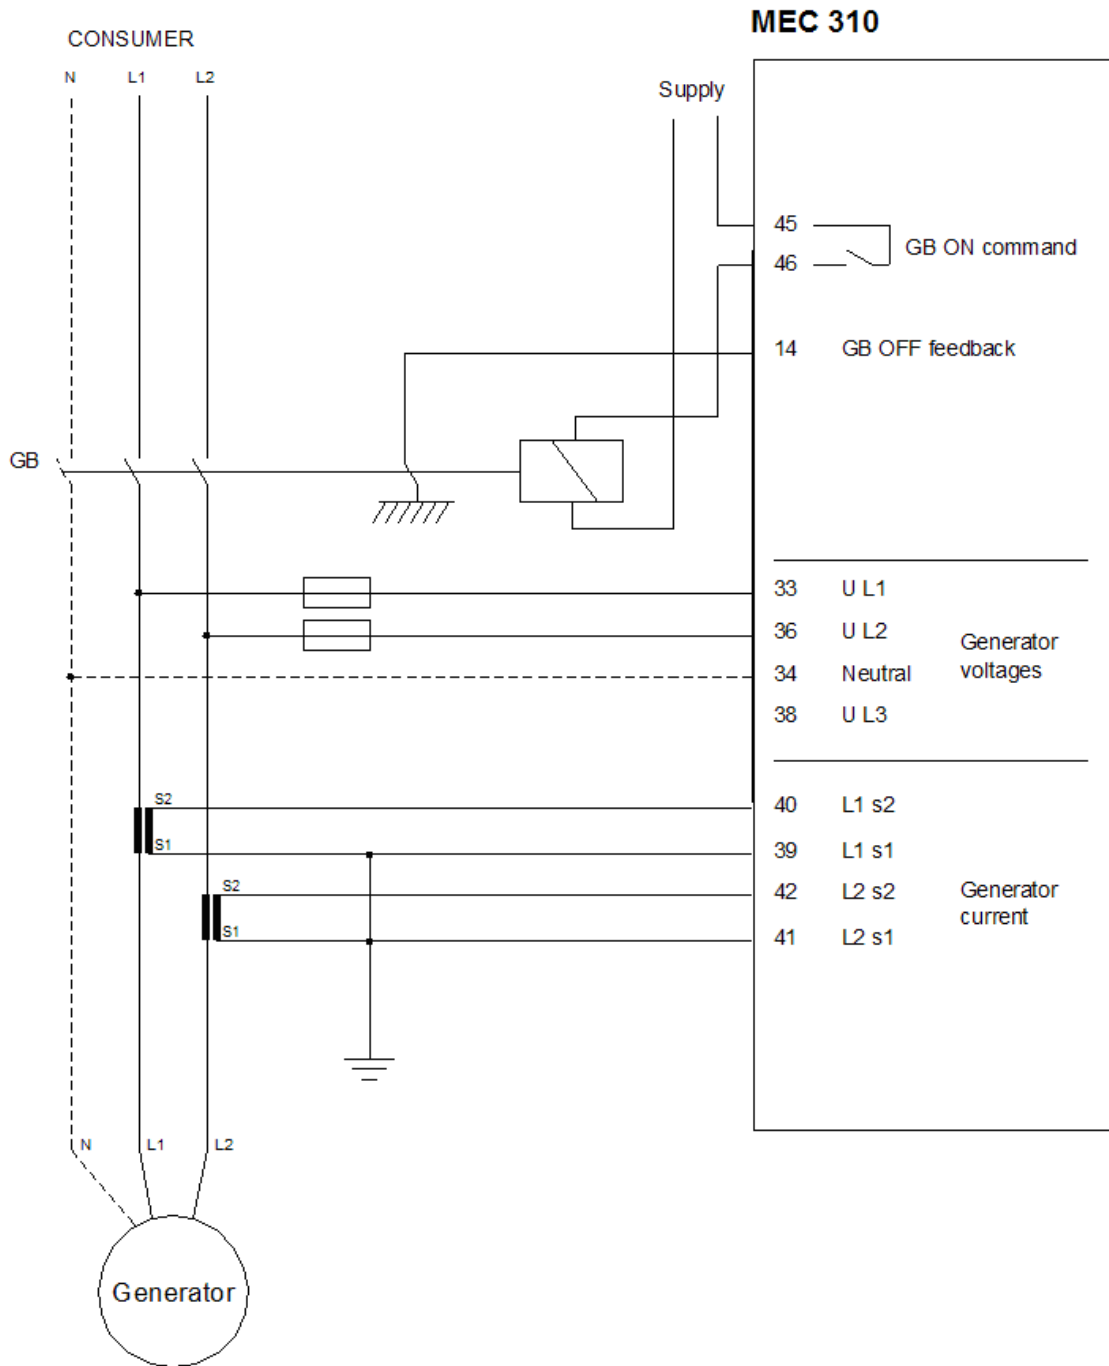 MEC 310
CONSUMER
N L1 L2
Supply
45
GB ON command
46
14 GB OFF feedback
GB
33 U L1
36 U L2
Generator
voltages
34 Neutral
38 U L3
S2
40 L1 s2
S1
39 L1 s1
S2
42 L2 s2
Generator
current
S1
41 L2 s1
N L1 L2
Generator